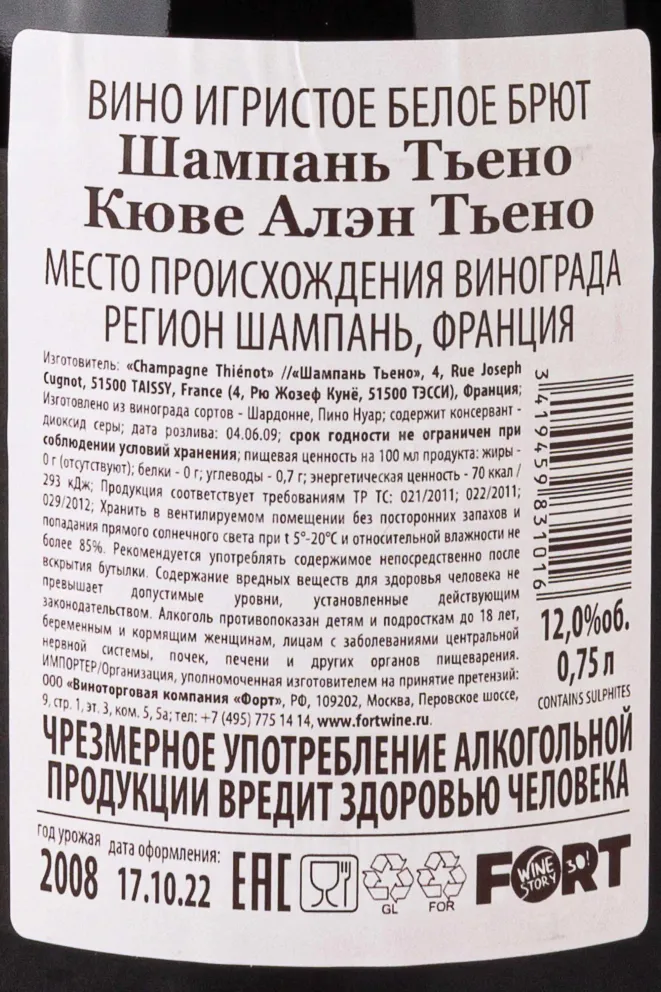 ВИНО ИГРИСТОЕ БЕЛОЕ БРЮТ
Шампань Тьено
Кюве Алэн Тьено
МЕСТО ПРОИСХОЖДЕНИЯ ВИНОГРАДА
РЕГИОН ШАМПАНЬ, ФРАНЦИЯ
Изготовитель: «Champagne Thiénot» //«Шампань Тьено», 4, Rue Joseph
Cugnot, 51500 TAISSY, France (4, Рю Жозеф Кунё, 51500 ТЭССИ), Франция;
Изготовлено из винограда сортов - Шардонне, Пино Нуар; содержит консервант -
диоксид серы; дата розлива: 04.06.09; срок годности не ограничен при
соблюдении условий хранения; пищевая ценность на 100 мл продукта: жиры -
0 г (отсутствуют); белки - 0 г; углеводы - 0,7 г; энергетическая ценность - 70 ккал /
293 кДж; Продукция соответствует требованиям ТР ТС: 021/2011; 022/2011;
029/2012; Хранить в вентилируемом помещении без посторонних запахов и
попадания прямого солнечного света при t 5°-20°C и относительной влажности не
более 85%. Рекомендуется употреблять содержимое непосредственно после
вскрытия бутылки. Содержание вредных веществ для здоровья человека не
превышает допустимые уровни, установленные действующим
законодательством. Алкоголь противопоказан детям и подросткам до 18 лет,
беременным и кормящим женщинам, лицам с заболеваниями центральной
нервной системы, почек, печени и других органов пищеварения.
ИМПОРТЕР/Организация, уполномоченная изготовителем на принятие претензий:
ООО «Виноторговая компания «Форт», РФ, 109202, Москва, Перовское шоссе,
9, стр. 1, эт. 3, ком. 5, 5а; тел: +7 (495) 775 14 14, www.fortwine.ru.
3 419459 831016
12,0%об.
0,75 л
CONTAINS SULPHITES
ЧРЕЗМЕРНОЕ УПОТРЕБЛЕНИЕ АЛКОГОЛЬНОЙ
ПРОДУКЦИИ ВРЕДИТ ЗДОРОВЬЮ ЧЕЛОВЕКА
год урожая дата оформления:
2008 17.10.22 EAC
GL FOR
FORT
WINE STORY 30!